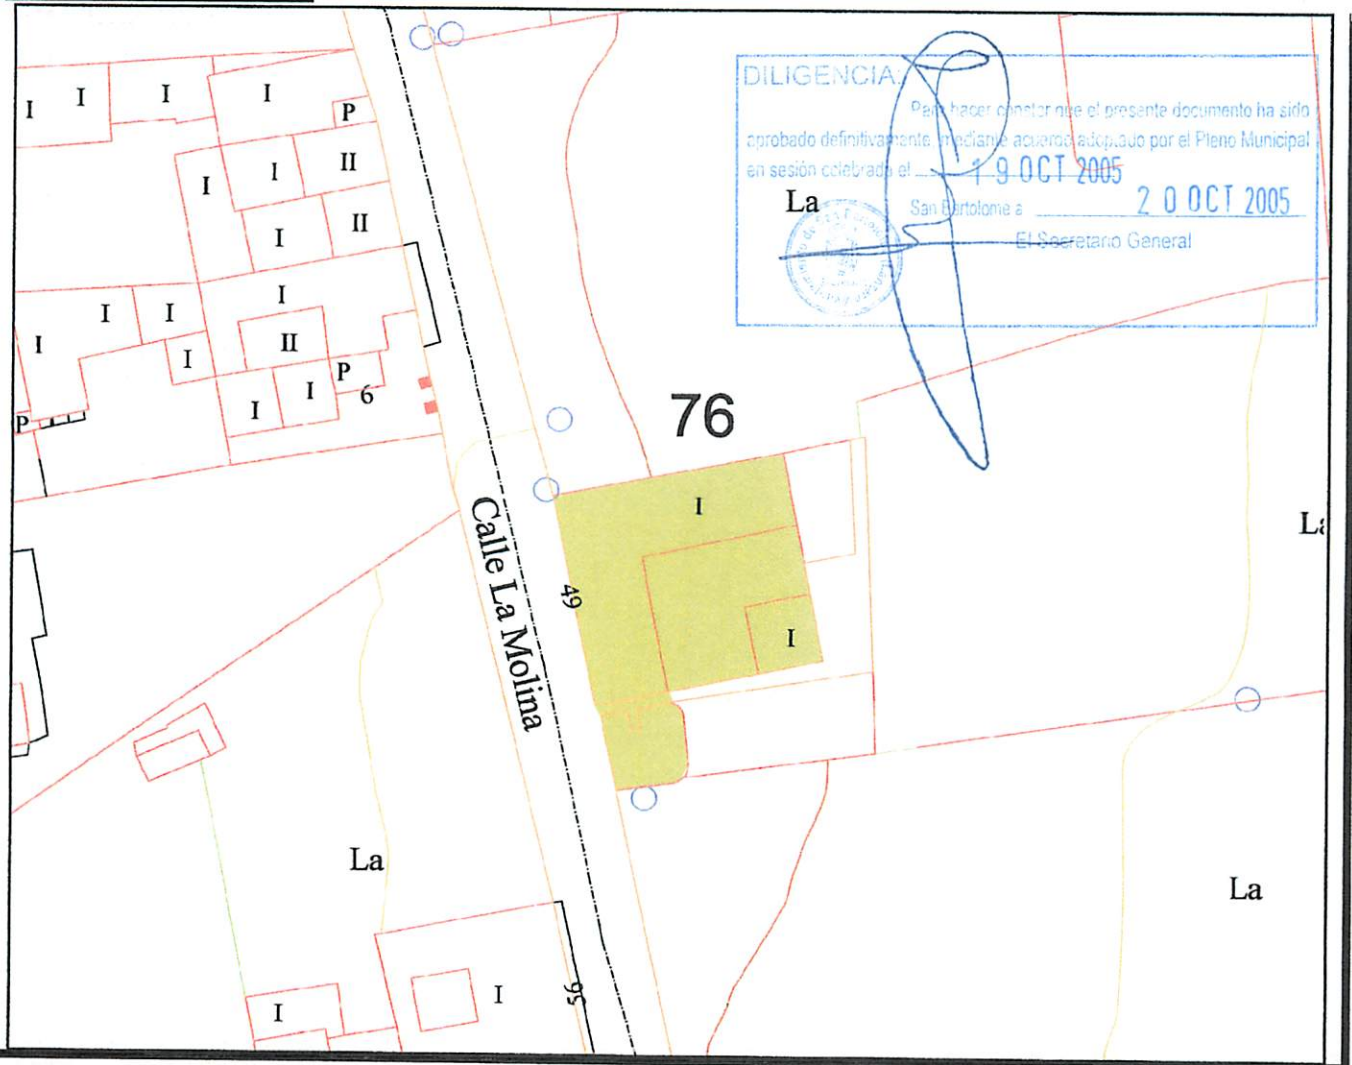 DILIGENCIA:
Para hacer constar que el presente documento ha sido
aprobado definitivamente, mediante acuerdo adoptado por el Pleno Municipal
en sesión celebrada el 19 OCT 2005
San Bartolomé a 20 OCT 2005
El Secretario General
La
I
I
I
I
P
I
I
II
I
II
I
I
I
I
II
I
P
6
I
I
P
76
I
49
I
Calle La Molina
La
La
La
I
I
56